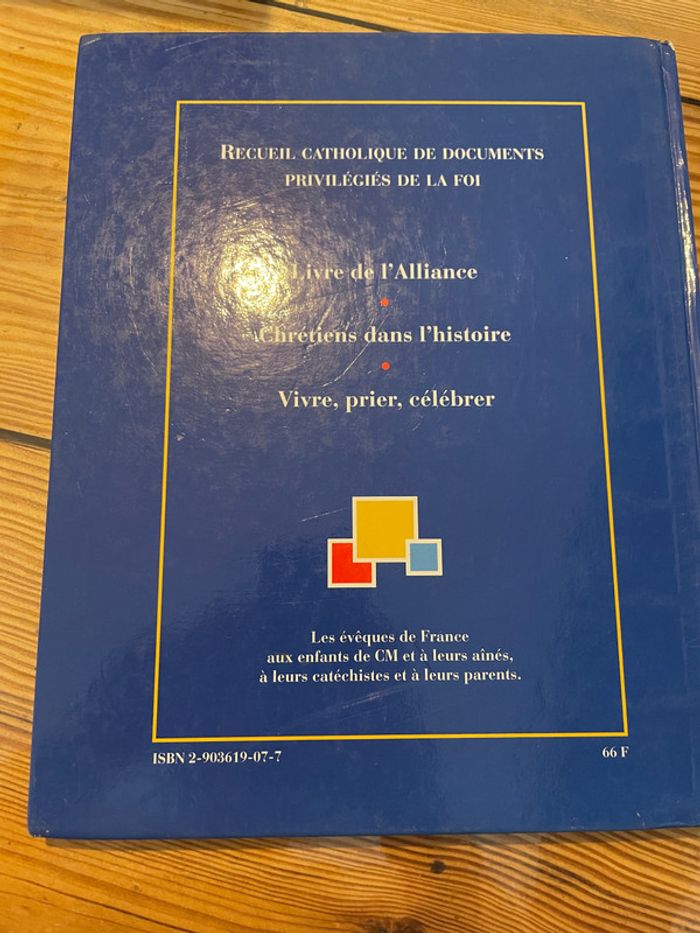 RECUEIL CATHOLIQUE DE DOCUMENTS
PRIVILÉGIÉS DE LA FOI
Livre de l'Alliance
Chrétiens dans l'histoire
Vivre, prier, célébrer
Les évêques de France
aux enfants de CM et à leurs aînés,
à leurs catéchistes et à leurs parents.
ISBN 2-903619-07-7
66 F